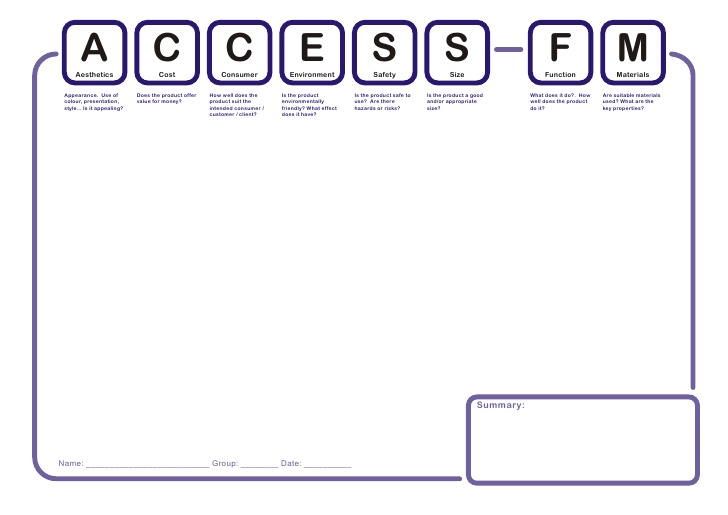 A C C E S S – F M
Aesthetics Cost Consumer Environment Safety Size Function Materials
Appearance. Use of
colour, presentation,
style... Is it appealing?
Does the product offer
value for money?
How well does the
product suit the
intended consumer /
customer / client?
Is the product
environmentally
friendly? What effect
does it have?
Is the product safe to
use? Are there
hazards or risks?
Is the product a good
and/or appropriate
size?
What does it do?. How
well does the product
do it?
Are suitable materials
used? What are the
key properties?
Summary:
Name: __________________________ Group: ________ Date: __________